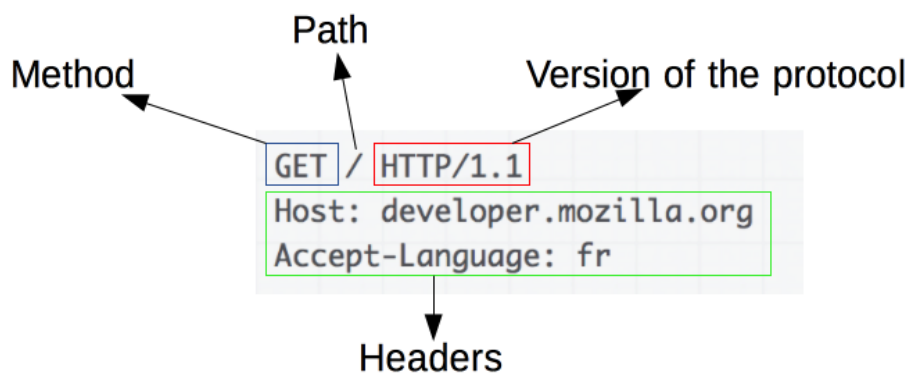 Path
Method
Version of the protocol
GET / HTTP/1.1
Host: developer.mozilla.org
Accept-Language: fr
Headers